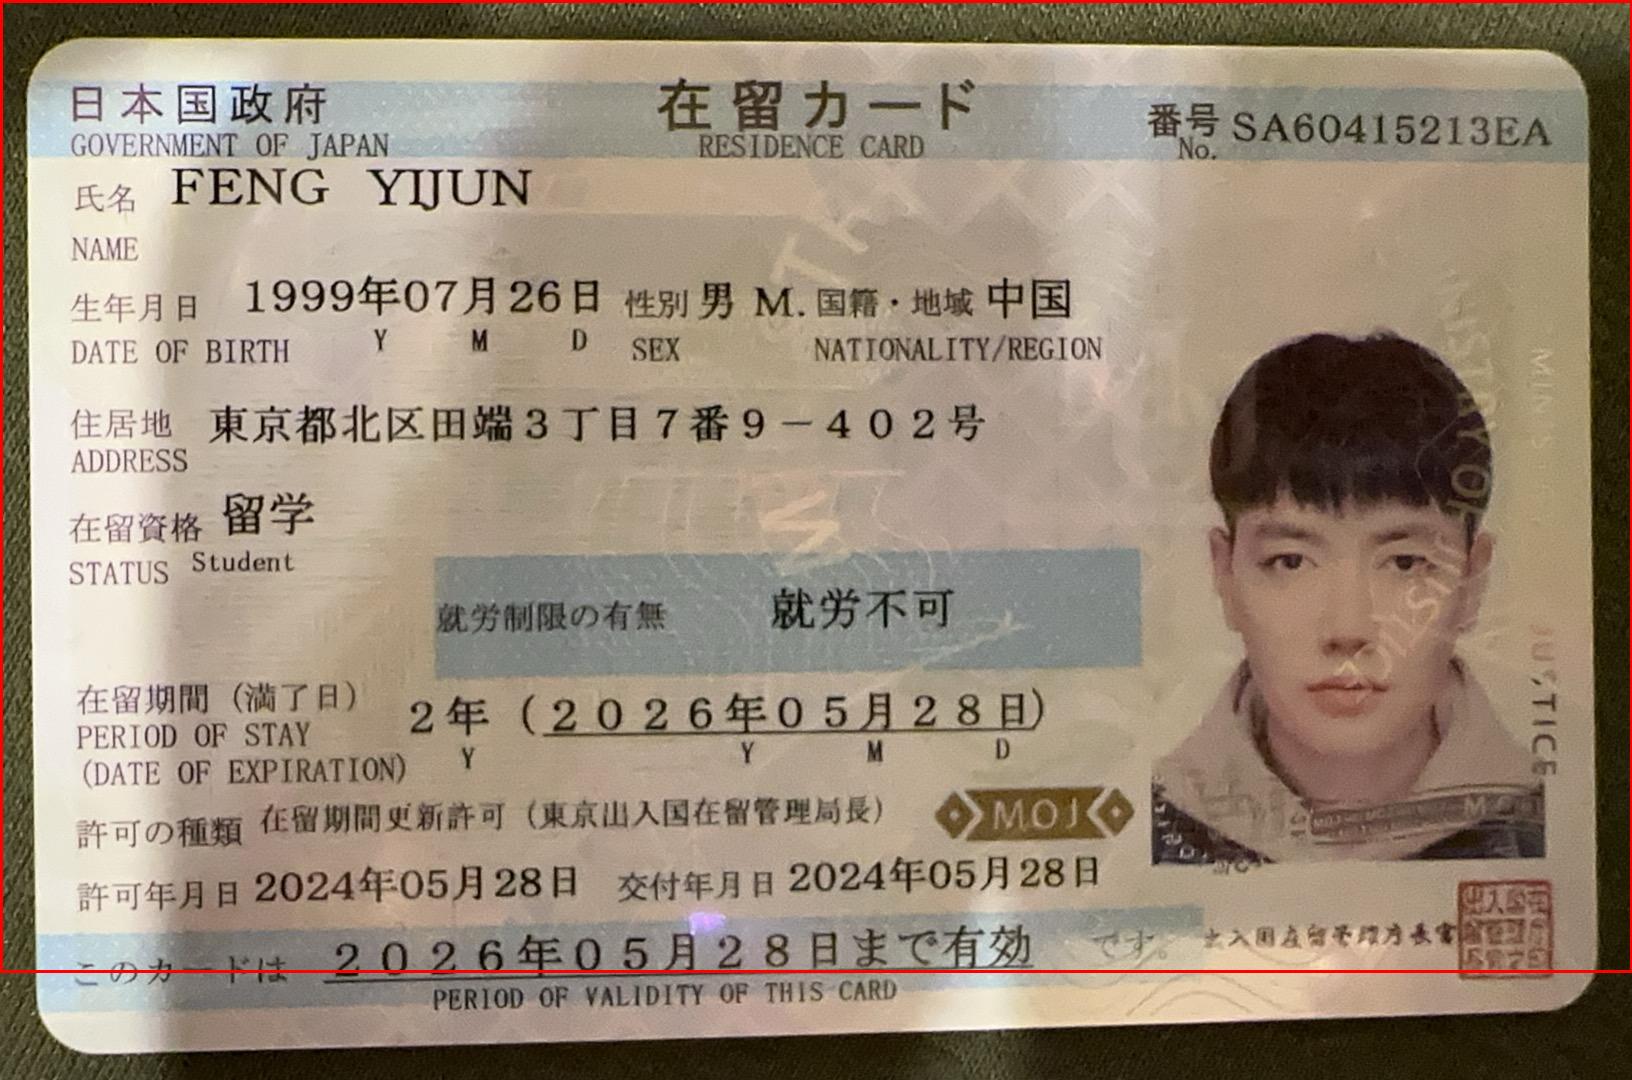 日本国政府 在留カード 番号 SA60415213EA
GOVERNMENT OF JAPAN RESIDENCE CARD No.
氏名 FENG YIJUN
NAME
生年月日 1999年07月26日 性別 男 M. 国籍・地域 中国
DATE OF BIRTH Y M D SEX NATIONALITY/REGION
住居地 東京都北区田端3丁目7番9-402号
ADDRESS
在留資格 留学
STATUS Student
就労制限の有無 就労不可
在留期間（満了日） 2年（2026年05月28日）
PERIOD OF STAY Y Y M D
(DATE OF EXPIRATION)
許可の種類 在留期間更新許可（東京出入国在留管理局長） MOJ
許可年月日 2024年05月28日 交付年月日 2024年05月28日
このカードは 2026年05月28日まで有効 です。 出入国在留管理庁長官
PERIOD OF VALIDITY OF THIS CARD
JUSTICE